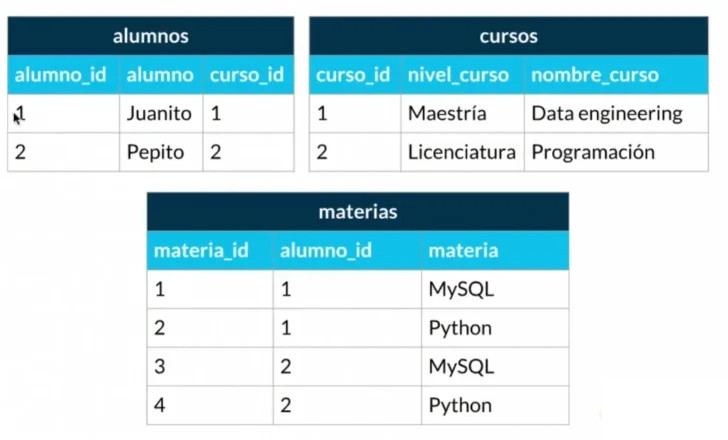 alumnos
alumno_id alumno curso_id
1 Juanito 1
2 Pepito 2
cursos
curso_id nivel_curso nombre_curso
1 Maestría Data engineering
2 Licenciatura Programación
materias
materia_id alumno_id materia
1 1 MySQL
2 1 Python
3 2 MySQL
4 2 Python